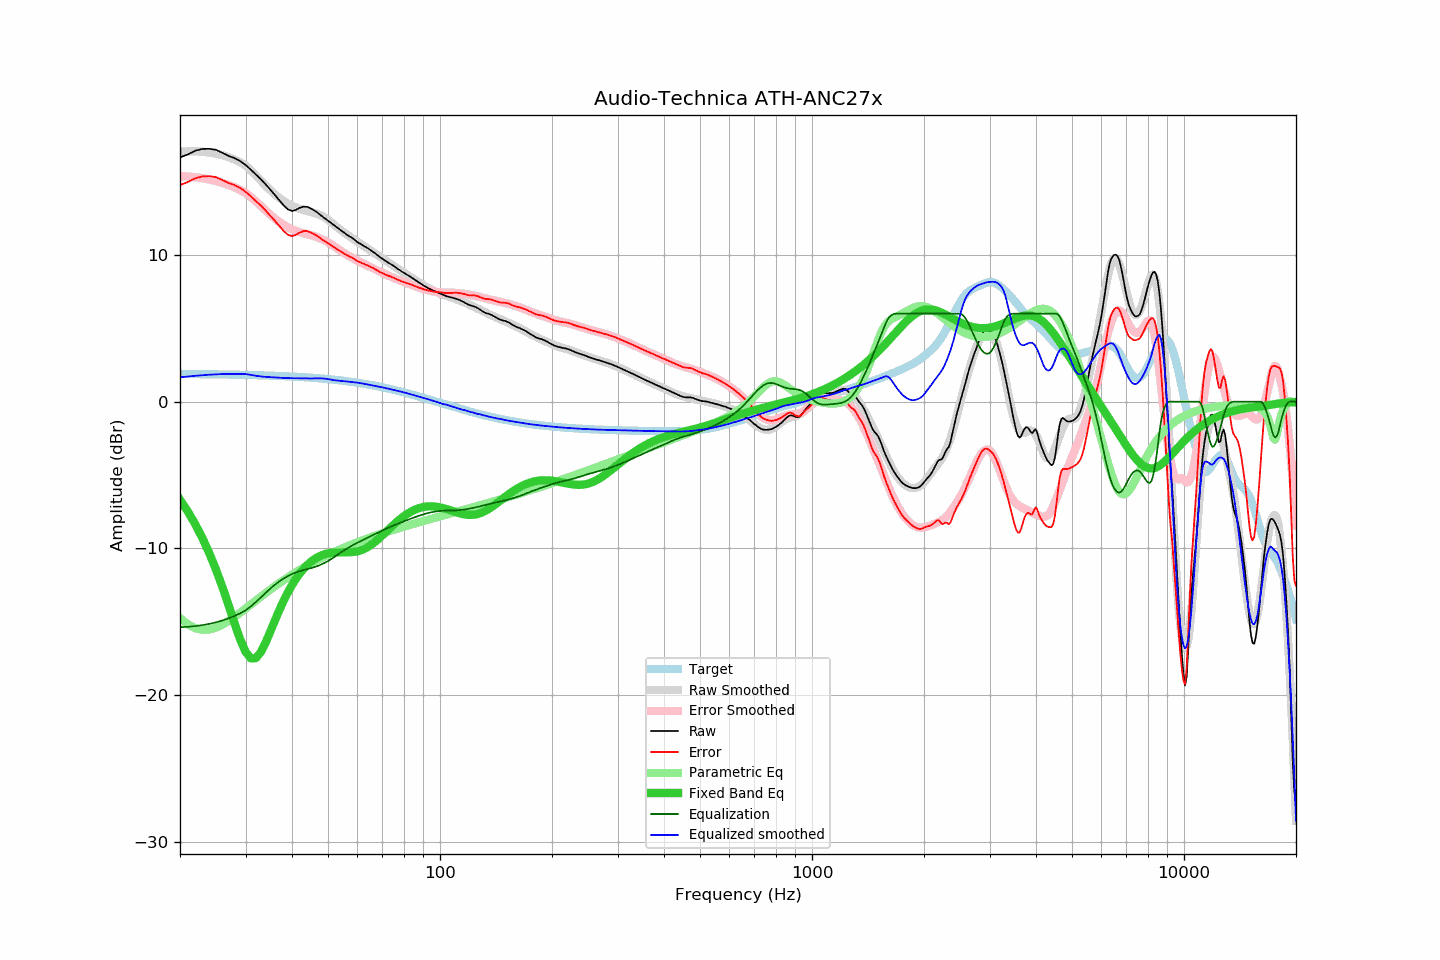 Audio-Technica ATH-ANC27x
Amplitude (dBr)
10
0
−10
−20
−30
Target
Raw Smoothed
Error Smoothed
Raw
Error
Parametric Eq
Fixed Band Eq
Equalization
Equalized smoothed
100
1000
10000
Frequency (Hz)